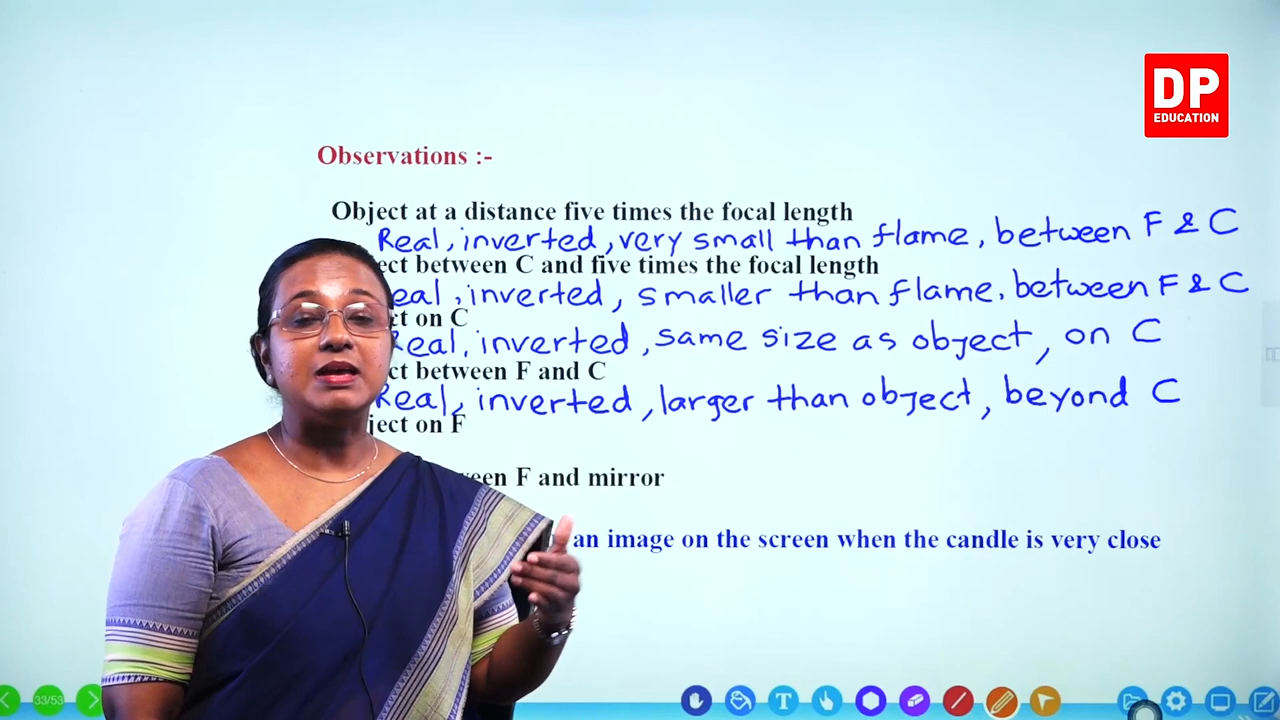 DP
EDUCATION
Observations :-
Object at a distance five times the focal length
Real, inverted, very small than flame, between F & C
ect between C and five times the focal length
eal, inverted, smaller than flame, between F & C
ct on C
Real, inverted, same size as object, on C
ect between F and C
Real, inverted, larger than object, beyond C
ject on F
een F and mirror
an image on the screen when the candle is very close
33/53
T